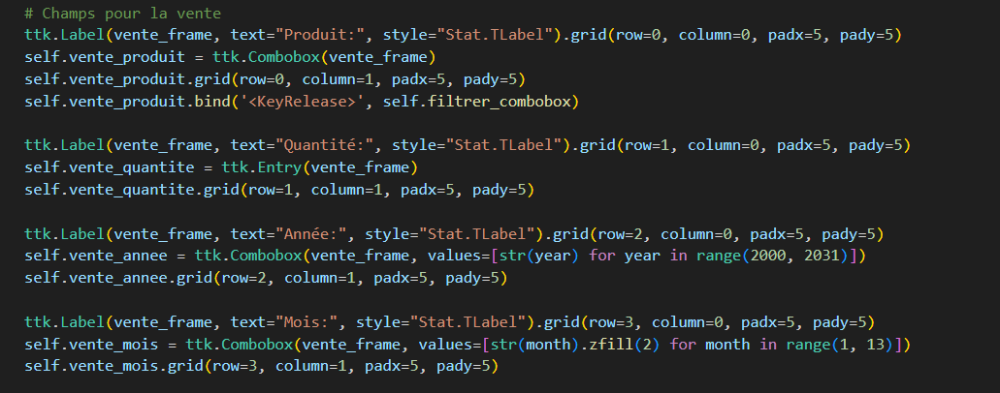 # Champs pour la vente
ttk.Label(vente_frame, text="Produit:", style="Stat.TLabel").grid(row=0, column=0, padx=5, pady=5)
self.vente_produit = ttk.Combobox(vente_frame)
self.vente_produit.grid(row=0, column=1, padx=5, pady=5)
self.vente_produit.bind('<KeyRelease>', self.filtrer_combobox)
ttk.Label(vente_frame, text="Quantité:", style="Stat.TLabel").grid(row=1, column=0, padx=5, pady=5)
self.vente_quantite = ttk.Entry(vente_frame)
self.vente_quantite.grid(row=1, column=1, padx=5, pady=5)
ttk.Label(vente_frame, text="Année:", style="Stat.TLabel").grid(row=2, column=0, padx=5, pady=5)
self.vente_annee = ttk.Combobox(vente_frame, values=[str(year) for year in range(2000, 2031)])
self.vente_annee.grid(row=2, column=1, padx=5, pady=5)
ttk.Label(vente_frame, text="Mois:", style="Stat.TLabel").grid(row=3, column=0, padx=5, pady=5)
self.vente_mois = ttk.Combobox(vente_frame, values=[str(month).zfill(2) for month in range(1, 13)])
self.vente_mois.grid(row=3, column=1, padx=5, pady=5)